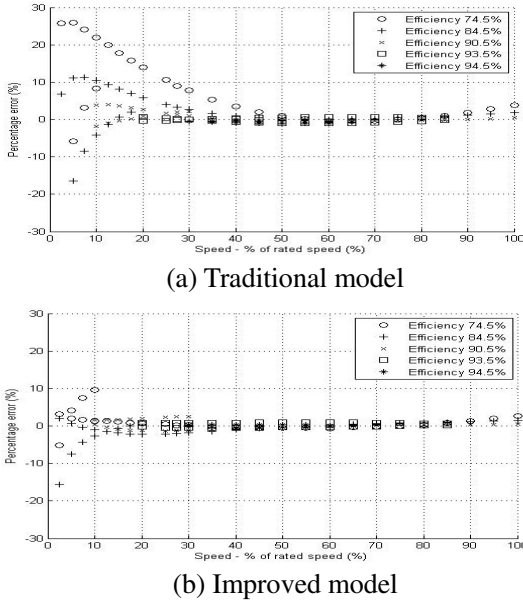 30
20
10
0
-10
-20
-30
Percentage error (%)
Efficiency 74.5%
Efficiency 84.5%
Efficiency 90.5%
Efficiency 93.5%
Efficiency 94.5%
0 10 20 30 40 50 60 70 80 90 100
Speed - % of rated speed (%)
(a) Traditional model
30
20
10
0
-10
-20
-30
Percentage error (%)
Efficiency 74.5%
Efficiency 84.5%
Efficiency 90.5%
Efficiency 93.5%
Efficiency 94.5%
0 10 20 30 40 50 60 70 80 90 100
Speed - % of rated speed (%)
(b) Improved model